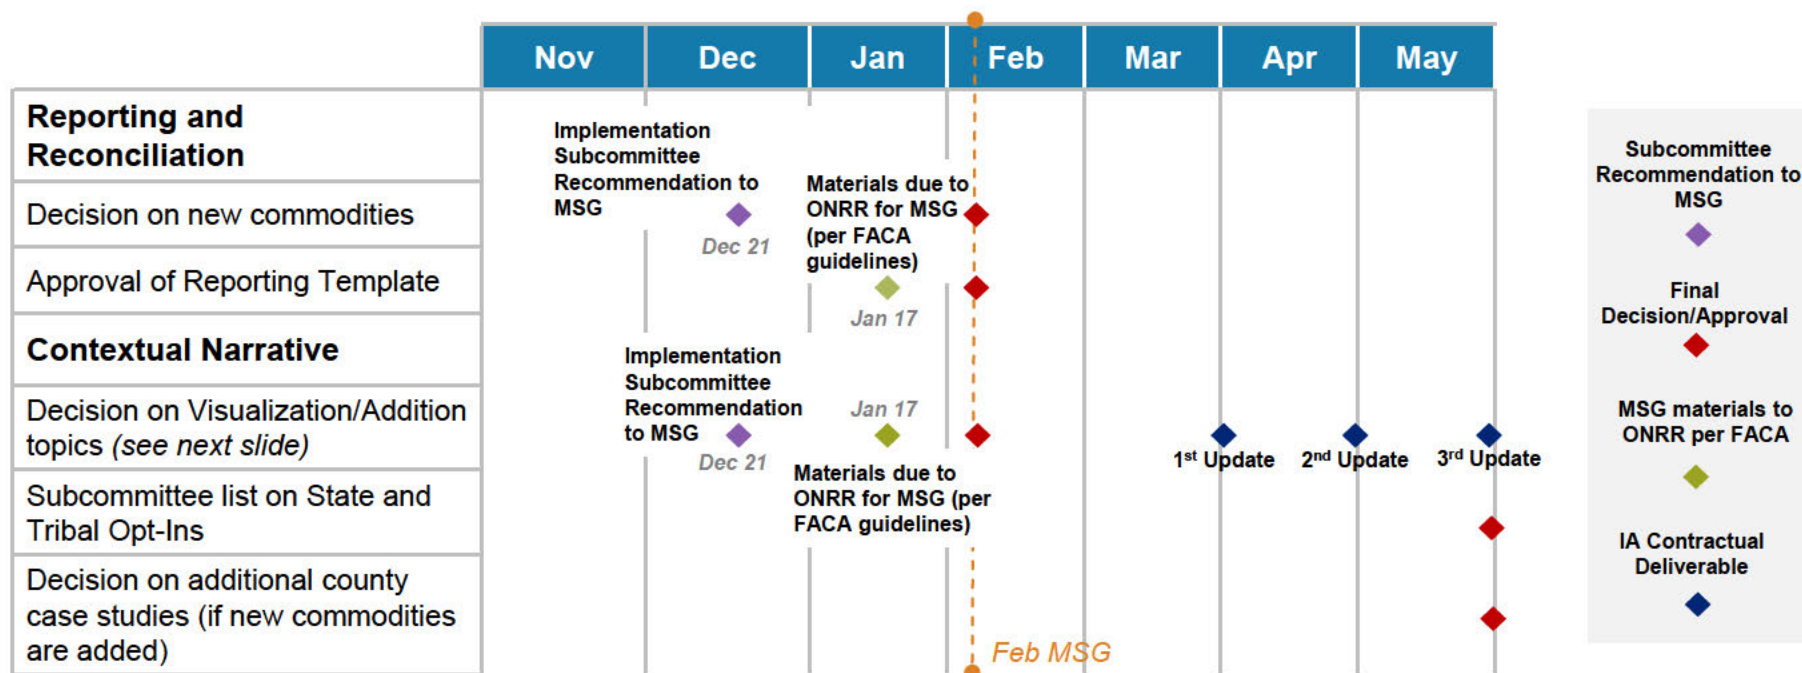 Nov Dec Jan Feb Mar Apr May
Reporting and
Reconciliation
Decision on new commodities
Approval of Reporting Template
Contextual Narrative
Decision on Visualization/Addition
topics (see next slide)
Subcommittee list on State and
Tribal Opt-Ins
Decision on additional county
case studies (if new commodities
are added)
Implementation
Subcommittee
Recommendation to
MSG
Dec 21
Materials due to
ONRR for MSG
(per FACA
guidelines)
Jan 17
Implementation
Subcommittee
Recommendation
to MSG
Dec 21
Jan 17
Materials due to
ONRR for MSG (per
FACA guidelines)
1st Update
2nd Update
3rd Update
Feb MSG
Subcommittee
Recommendation to
MSG
Final
Decision/Approval
MSG materials to
ONRR per FACA
IA Contractual
Deliverable